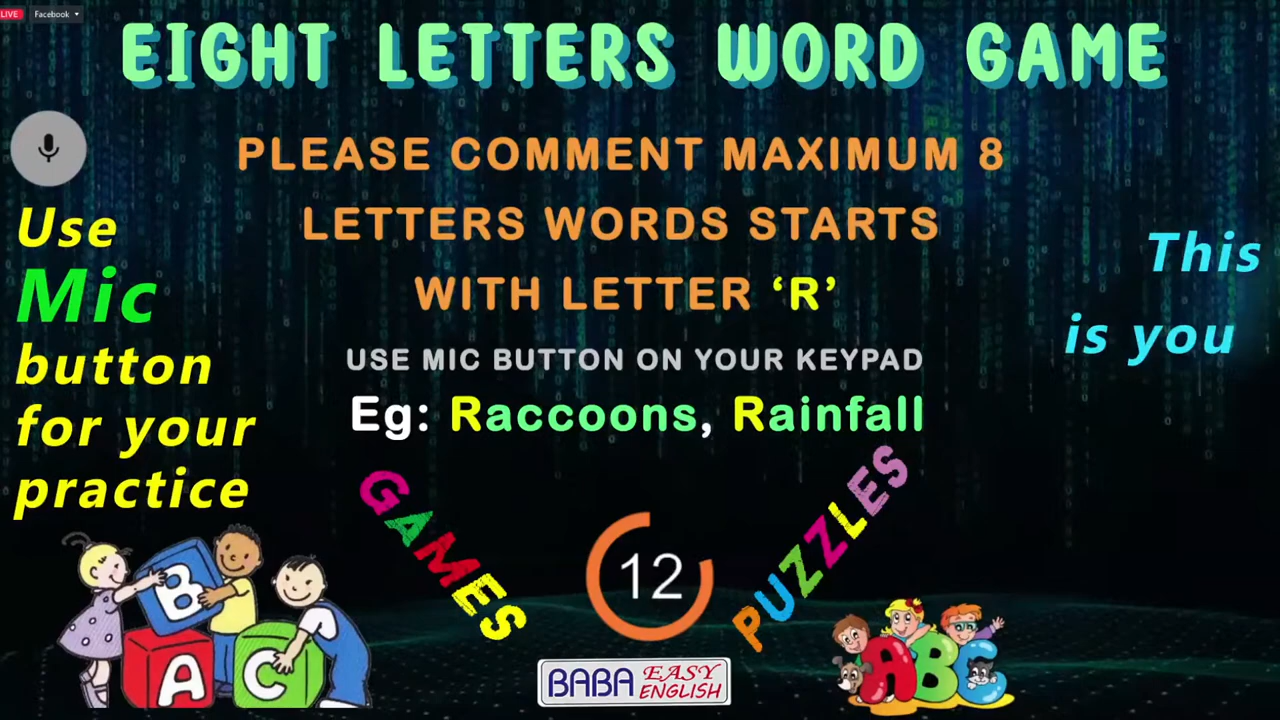 LIVE
Facebook
EIGHT LETTERS WORD GAME
PLEASE COMMENT MAXIMUM 8
LETTERS WORDS STARTS
WITH LETTER ‘R’
USE MIC BUTTON ON YOUR KEYPAD
Eg: Raccoons, Rainfall
Use
Mic
button
for your
practice
This
is you
GAMES
12
PUZZLES
B
A C
BABA EASY
ENGLISH
ABC